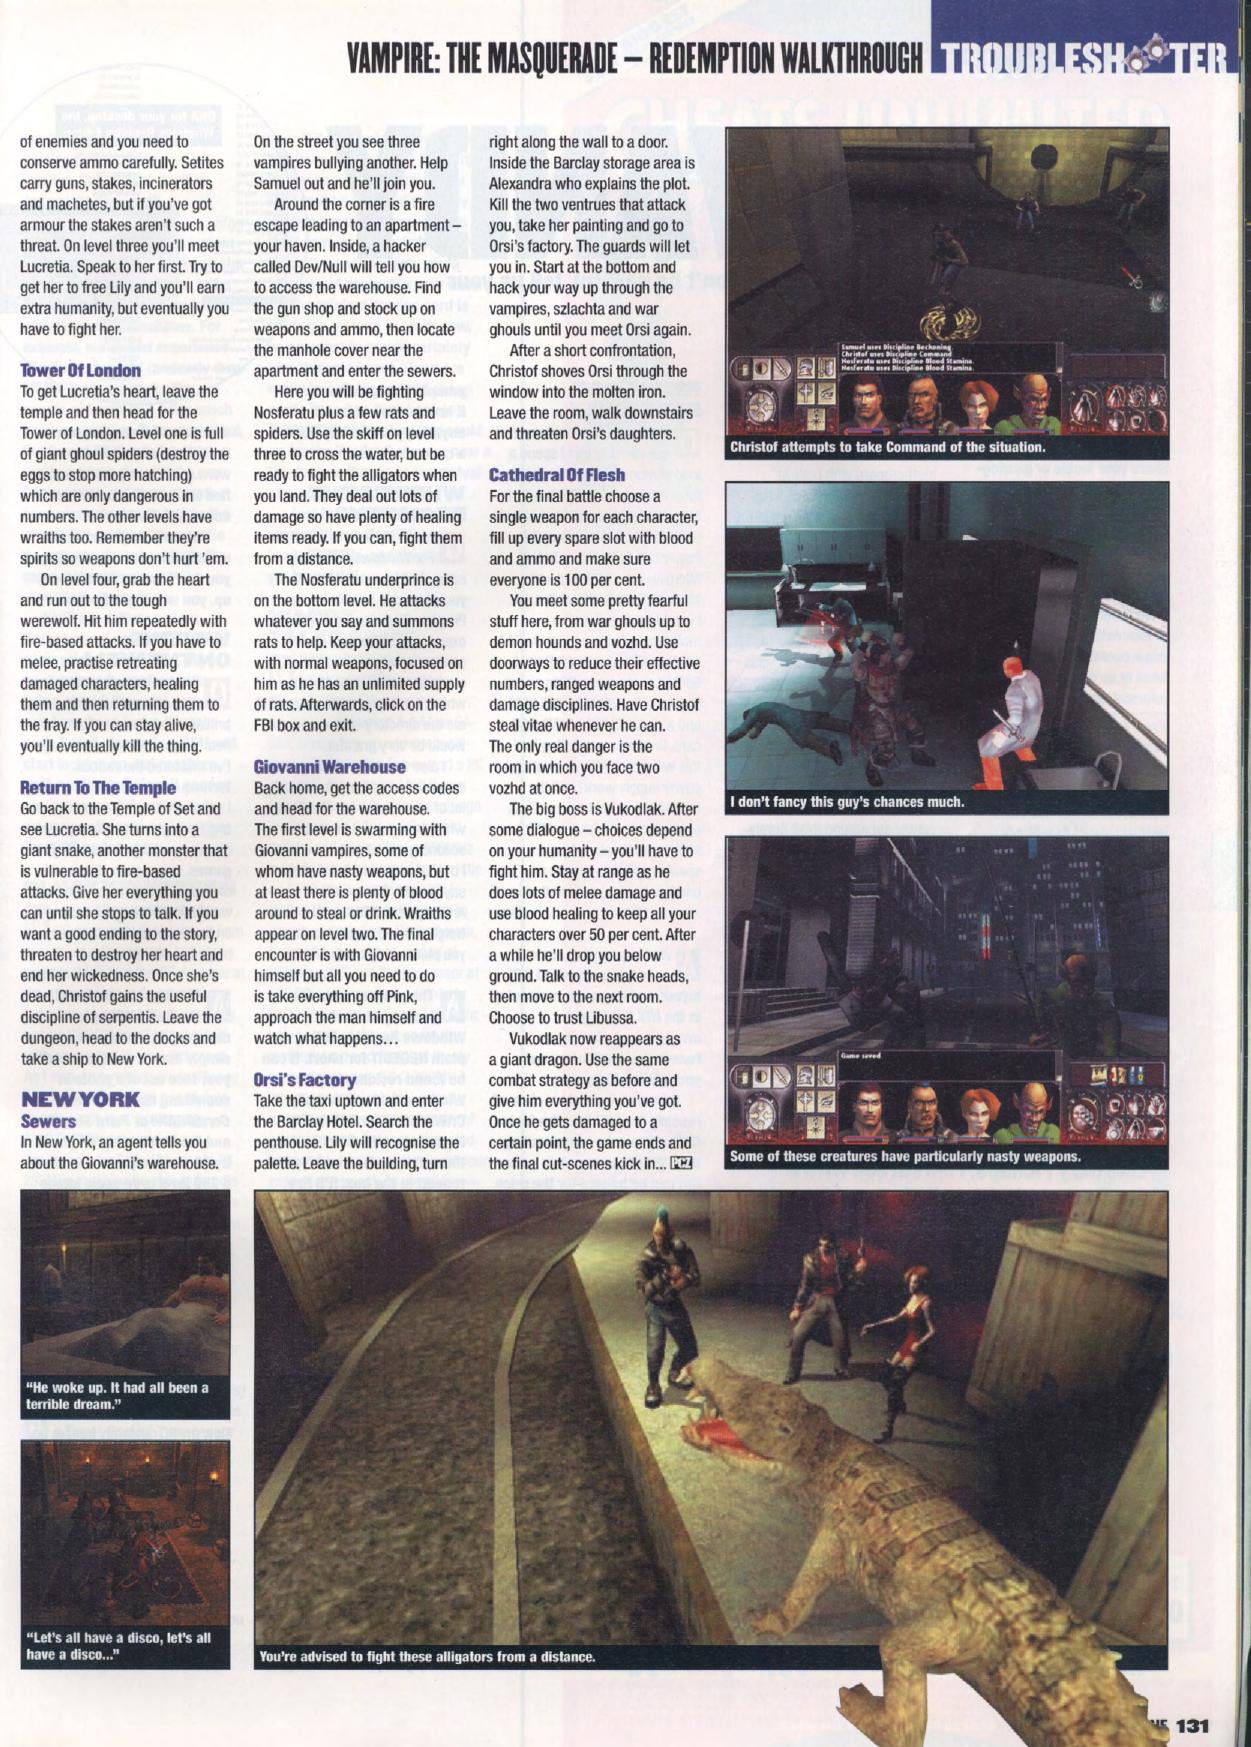 VAMPIRE: THE MASQUERADE – REDEMPTION WALKTHROUGH
TROUBLESHOOTER
of enemies and you need to
conserve ammo carefully. Setites
carry guns, stakes, incinerators
and machetes, but if you've got
armour the stakes aren't such a
threat. On level three you'll meet
Lucretia. Speak to her first. Try to
get her to free Lily and you'll earn
extra humanity, but eventually you
have to fight her.
Tower Of London
To get Lucretia's heart, leave the
temple and then head for the
Tower of London. Level one is full
of giant ghoul spiders (destroy the
eggs to stop more hatching)
which are only dangerous in
numbers. The other levels have
wraiths too. Remember they're
spirits so weapons don't hurt 'em.
On level four, grab the heart
and run out to the tough
werewolf. Hit him repeatedly with
fire-based attacks. If you have to
melee, practise retreating
damaged characters, healing
them and then returning them to
the fray. If you can stay alive,
you'll eventually kill the thing.
Return To The Temple
Go back to the Temple of Set and
see Lucretia. She turns into a
giant snake, another monster that
is vulnerable to fire-based
attacks. Give her everything you
can until she stops to talk. If you
want a good ending to the story,
threaten to destroy her heart and
end her wickedness. Once she's
dead, Christof gains the useful
discipline of serpentis. Leave the
dungeon, head to the docks and
take a ship to New York.
NEW YORK
Sewers
In New York, an agent tells you
about the Giovanni's warehouse.
On the street you see three
vampires bullying another. Help
Samuel out and he'll join you.
Around the corner is a fire
escape leading to an apartment –
your haven. Inside, a hacker
called Dev/Null will tell you how
to access the warehouse. Find
the gun shop and stock up on
weapons and ammo, then locate
the manhole cover near the
apartment and enter the sewers.
Here you will be fighting
Nosferatu plus a few rats and
spiders. Use the skiff on level
three to cross the water, but be
ready to fight the alligators when
you land. They deal out lots of
damage so have plenty of healing
items ready. If you can, fight them
from a distance.
The Nosferatu underprince is
on the bottom level. He attacks
whatever you say and summons
rats to help. Keep your attacks,
with normal weapons, focused on
him as he has an unlimited supply
of rats. Afterwards, click on the
FBI box and exit.
Giovanni Warehouse
Back home, get the access codes
and head for the warehouse.
The first level is swarming with
Giovanni vampires, some of
whom have nasty weapons, but
at least there is plenty of blood
around to steal or drink. Wraiths
appear on level two. The final
encounter is with Giovanni
himself but all you need to do
is take everything off Pink,
approach the man himself and
watch what happens...
Orsi's Factory
Take the taxi uptown and enter
the Barclay Hotel. Search the
penthouse. Lily will recognise the
palette. Leave the building, turn
right along the wall to a door.
Inside the Barclay storage area is
Alexandra who explains the plot.
Kill the two ventrues that attack
you, take her painting and go to
Orsi's factory. The guards will let
you in. Start at the bottom and
hack your way up through the
vampires, szlachta and war
ghouls until you meet Orsi again.
After a short confrontation,
Christof shoves Orsi through the
window into the molten iron.
Leave the room, walk downstairs
and threaten Orsi's daughters.
Cathedral Of Flesh
For the final battle choose a
single weapon for each character,
fill up every spare slot with blood
and ammo and make sure
everyone is 100 per cent.
You meet some pretty fearful
stuff here, from war ghouls up to
demon hounds and vozhd. Use
doorways to reduce their effective
numbers, ranged weapons and
damage disciplines. Have Christof
steal vitae whenever he can.
The only real danger is the
room in which you face two
vozhd at once.
The big boss is Vukodlak. After
some dialogue – choices depend
on your humanity – you'll have to
fight him. Stay at range as he
does lots of melee damage and
use blood healing to keep all your
characters over 50 per cent. After
a while he'll drop you below
ground. Talk to the snake heads,
then move to the next room.
Choose to trust Libussa.
Vukodlak now reappears as
a giant dragon. Use the same
combat strategy as before and
give him everything you've got.
Once he gets damaged to a
certain point, the game ends and
the final cut-scenes kick in... PCZ
Samuel uses Discipline Beckoning
Christof uses Discipline Command
Nosferatu uses Discipline Blood Stamina.
Nosferatu uses Discipline Blood Stamina.
Christof attempts to take Command of the situation.
I don't fancy this guy's chances much.
Game saved
Some of these creatures have particularly nasty weapons.
"He woke up. It had all been a
terrible dream."
"Let's all have a disco, let's all
have a disco..."
You're advised to fight these alligators from a distance.
131